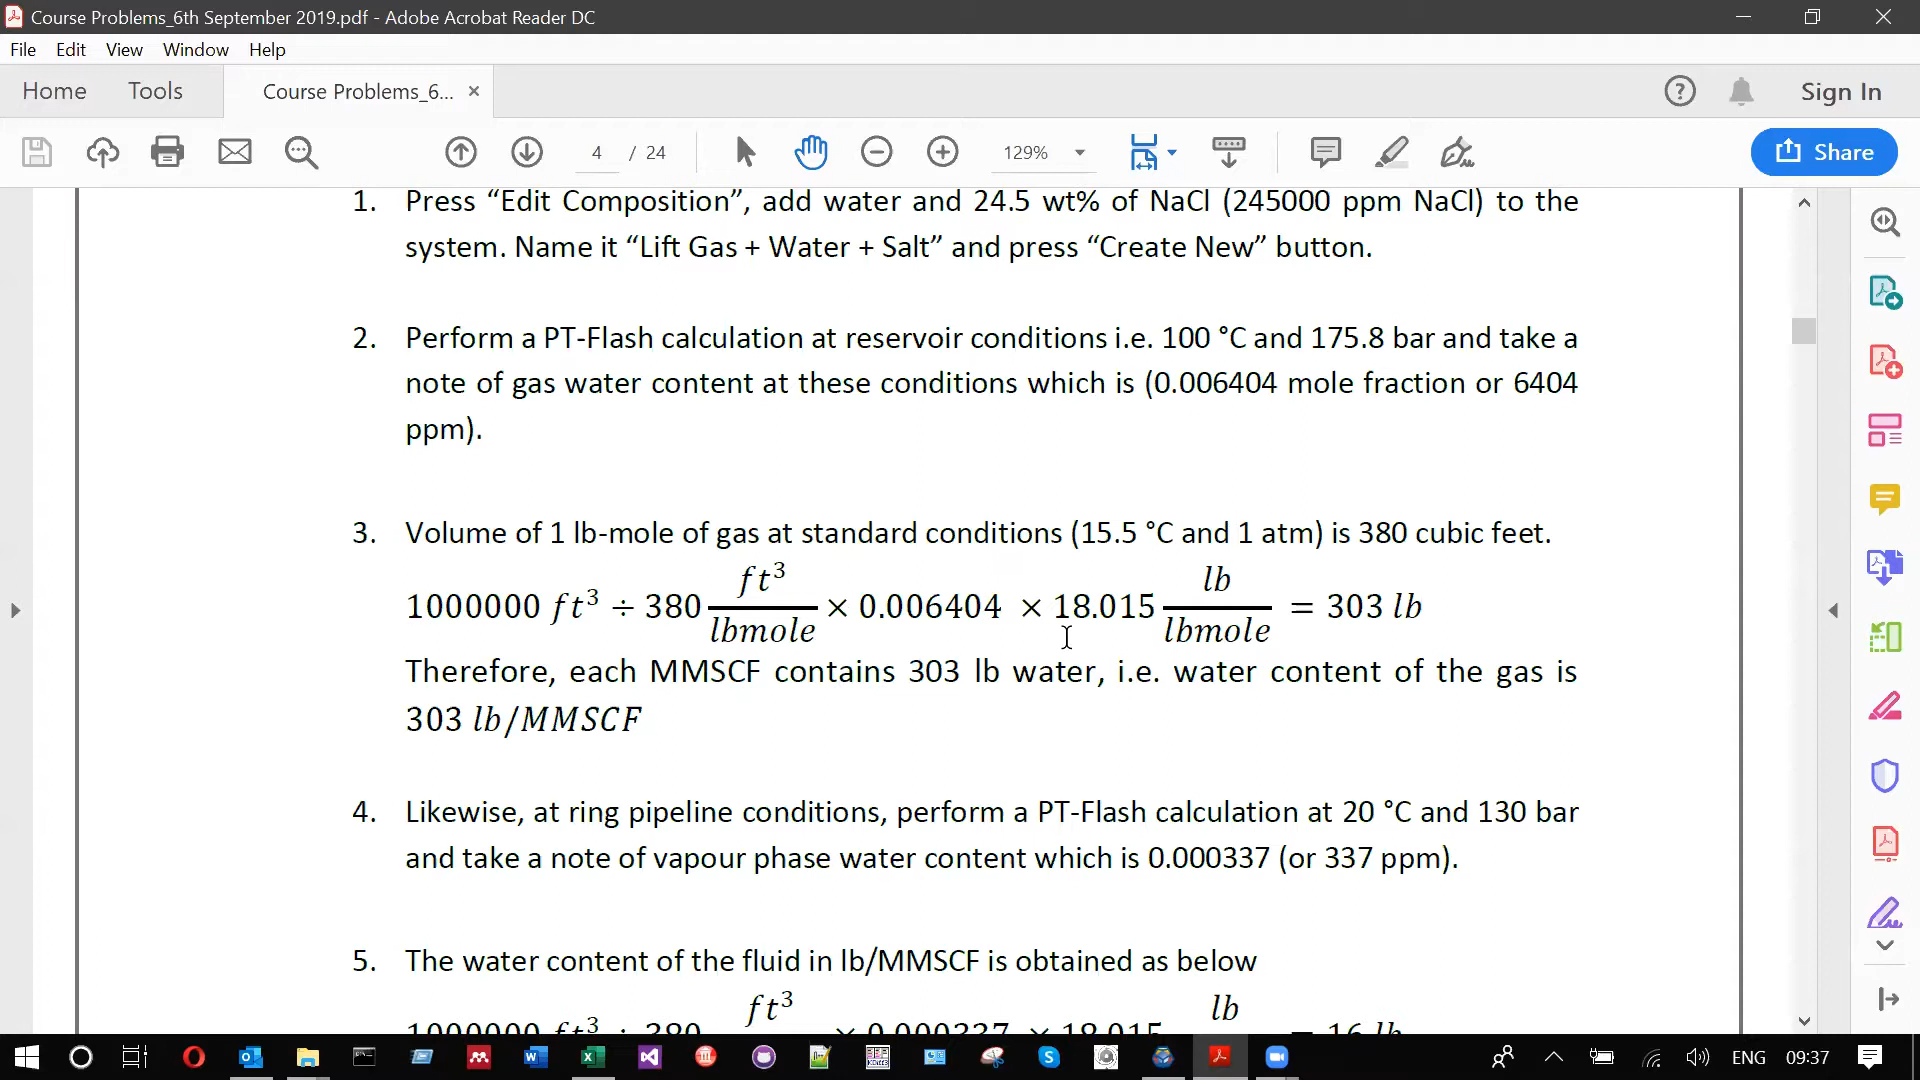 Course Problems_6th September 2019.pdf - Adobe Acrobat Reader DC
File Edit View Window Help
Home Tools Course Problems_6... × Sign In
4 / 24 129% Share
1. Press “Edit Composition”, add water and 24.5 wt% of NaCl (245000 ppm NaCl) to the
system. Name it “Lift Gas + Water + Salt” and press “Create New” button.
2. Perform a PT-Flash calculation at reservoir conditions i.e. 100 °C and 175.8 bar and take a
note of gas water content at these conditions which is (0.006404 mole fraction or 6404
ppm).
3. Volume of 1 lb-mole of gas at standard conditions (15.5 °C and 1 atm) is 380 cubic feet.
1000000 ft³ ÷ 380 ft³/lbmole × 0.006404 × 18.015 lb/lbmole = 303 lb
Therefore, each MMSCF contains 303 lb water, i.e. water content of the gas is
303 lb/MMSCF
4. Likewise, at ring pipeline conditions, perform a PT-Flash calculation at 20 °C and 130 bar
and take a note of vapour phase water content which is 0.000337 (or 337 ppm).
5. The water content of the fluid in lb/MMSCF is obtained as below
1000000 ft³ ÷ 380 ft³ × 0.000337 × 18.015 lb = 16 lb
ENG 09:37